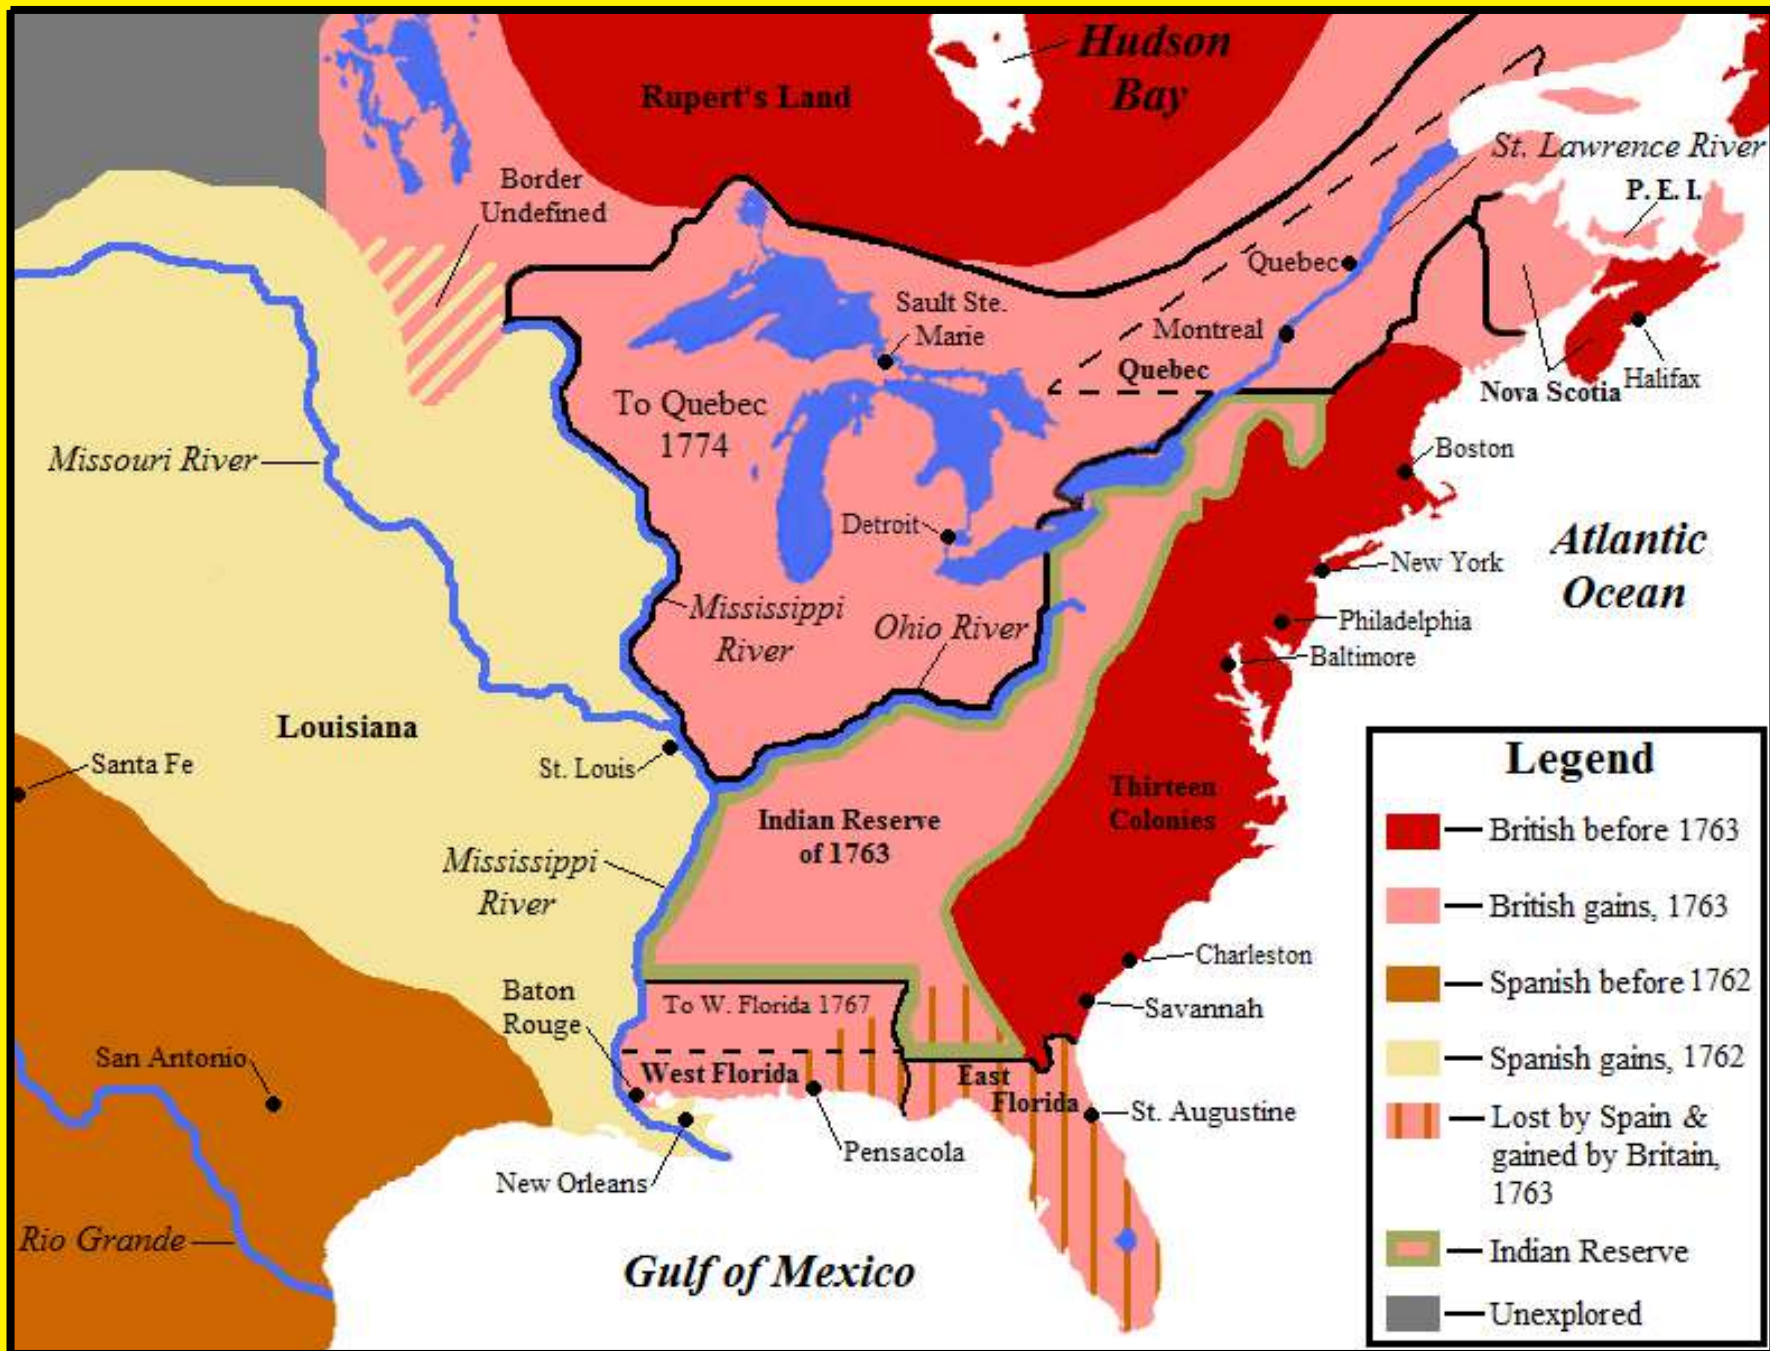 Hudson
Bay
Rupert's Land
St. Lawrence River
Border
Undefined
P. E. I.
Quebec
Sault Ste.
Marie
Montreal
Quebec
To Quebec
1774
Nova Scotia
Halifax
Missouri River
Boston
Detroit
Atlantic
Ocean
New York
Mississippi
River
Ohio River
Philadelphia
Baltimore
Louisiana
Santa Fe
St. Louis
Thirteen
Colonies
Indian Reserve
of 1763
Mississippi
River
Charleston
Baton
Rouge
To W. Florida 1767
Savannah
San Antonio
West Florida
East
Florida
St. Augustine
Pensacola
New Orleans
Rio Grande
Gulf of Mexico
Legend
British before 1763
British gains, 1763
Spanish before 1762
Spanish gains, 1762
Lost by Spain &
gained by Britain,
1763
Indian Reserve
Unexplored